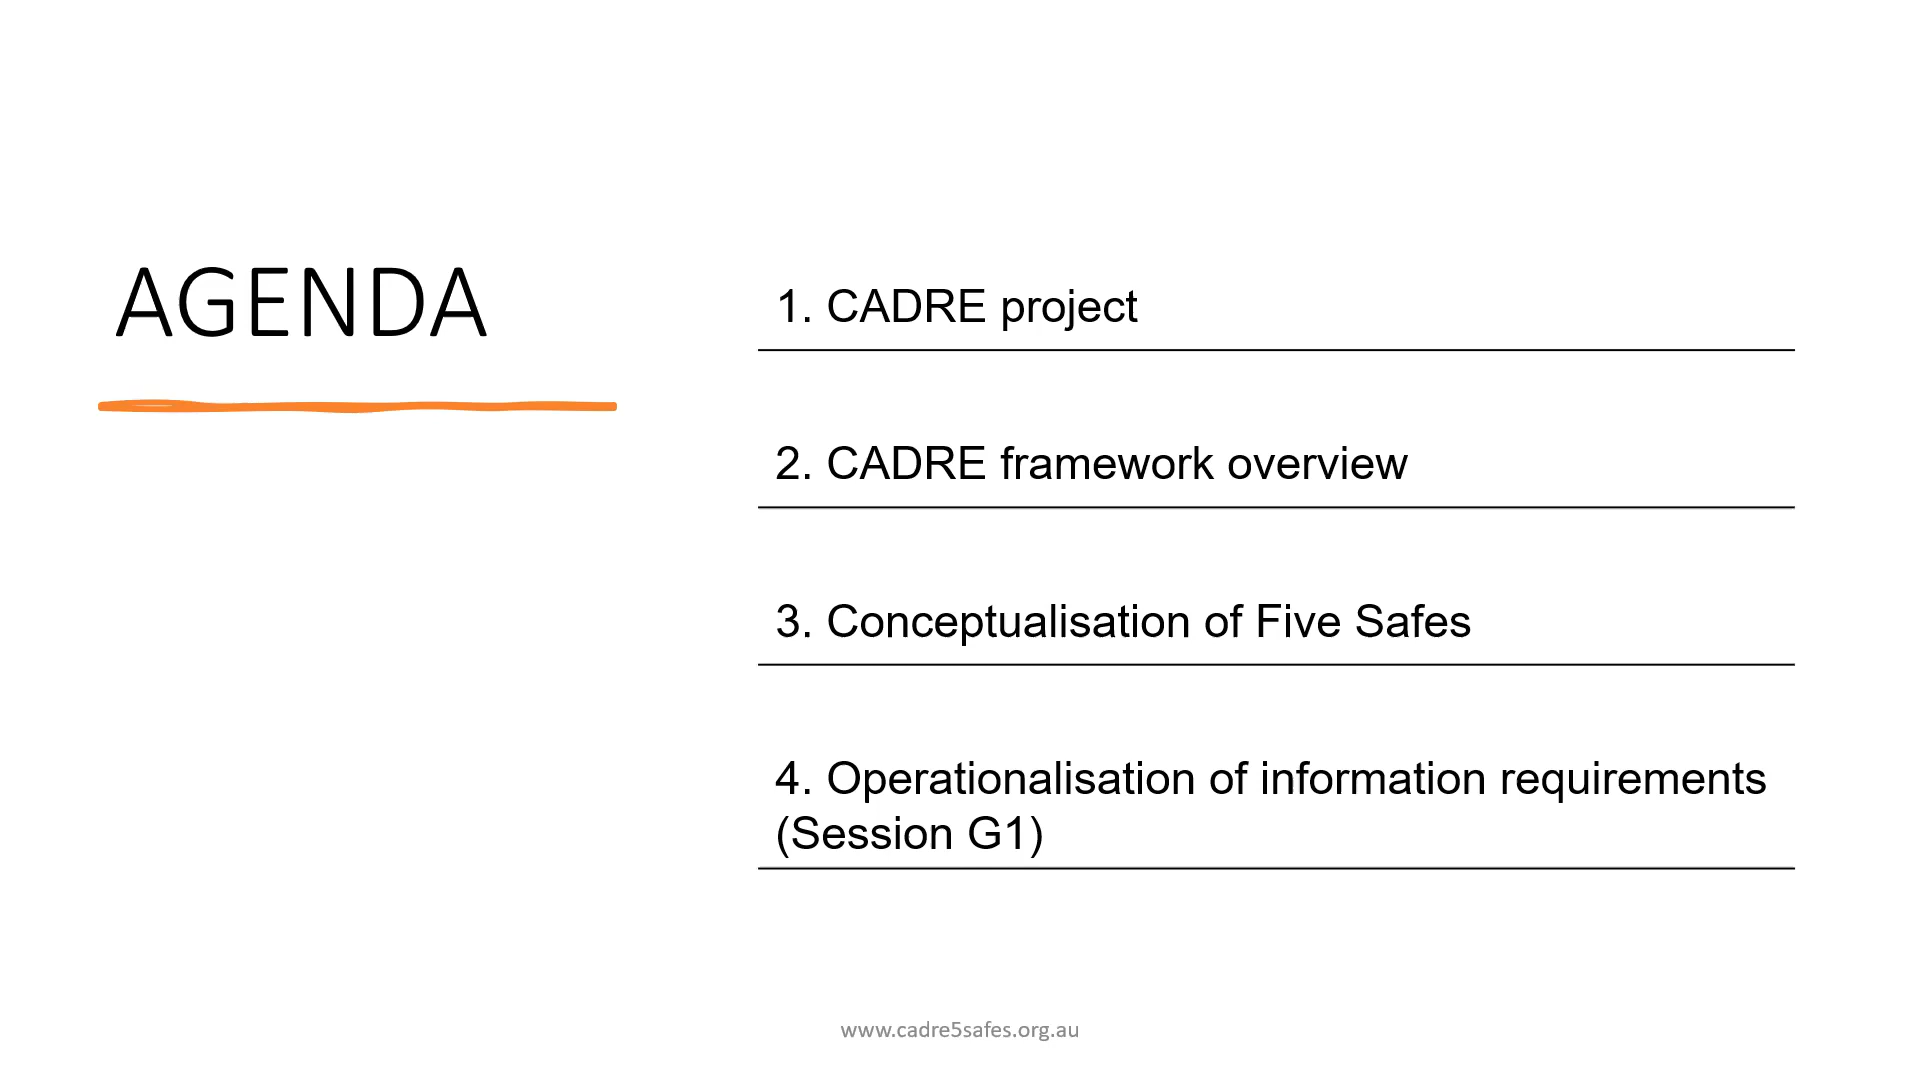 AGENDA
1. CADRE project
2. CADRE framework overview
3. Conceptualisation of Five Safes
4. Operationalisation of information requirements
(Session G1)
www.cadre5safes.org.au